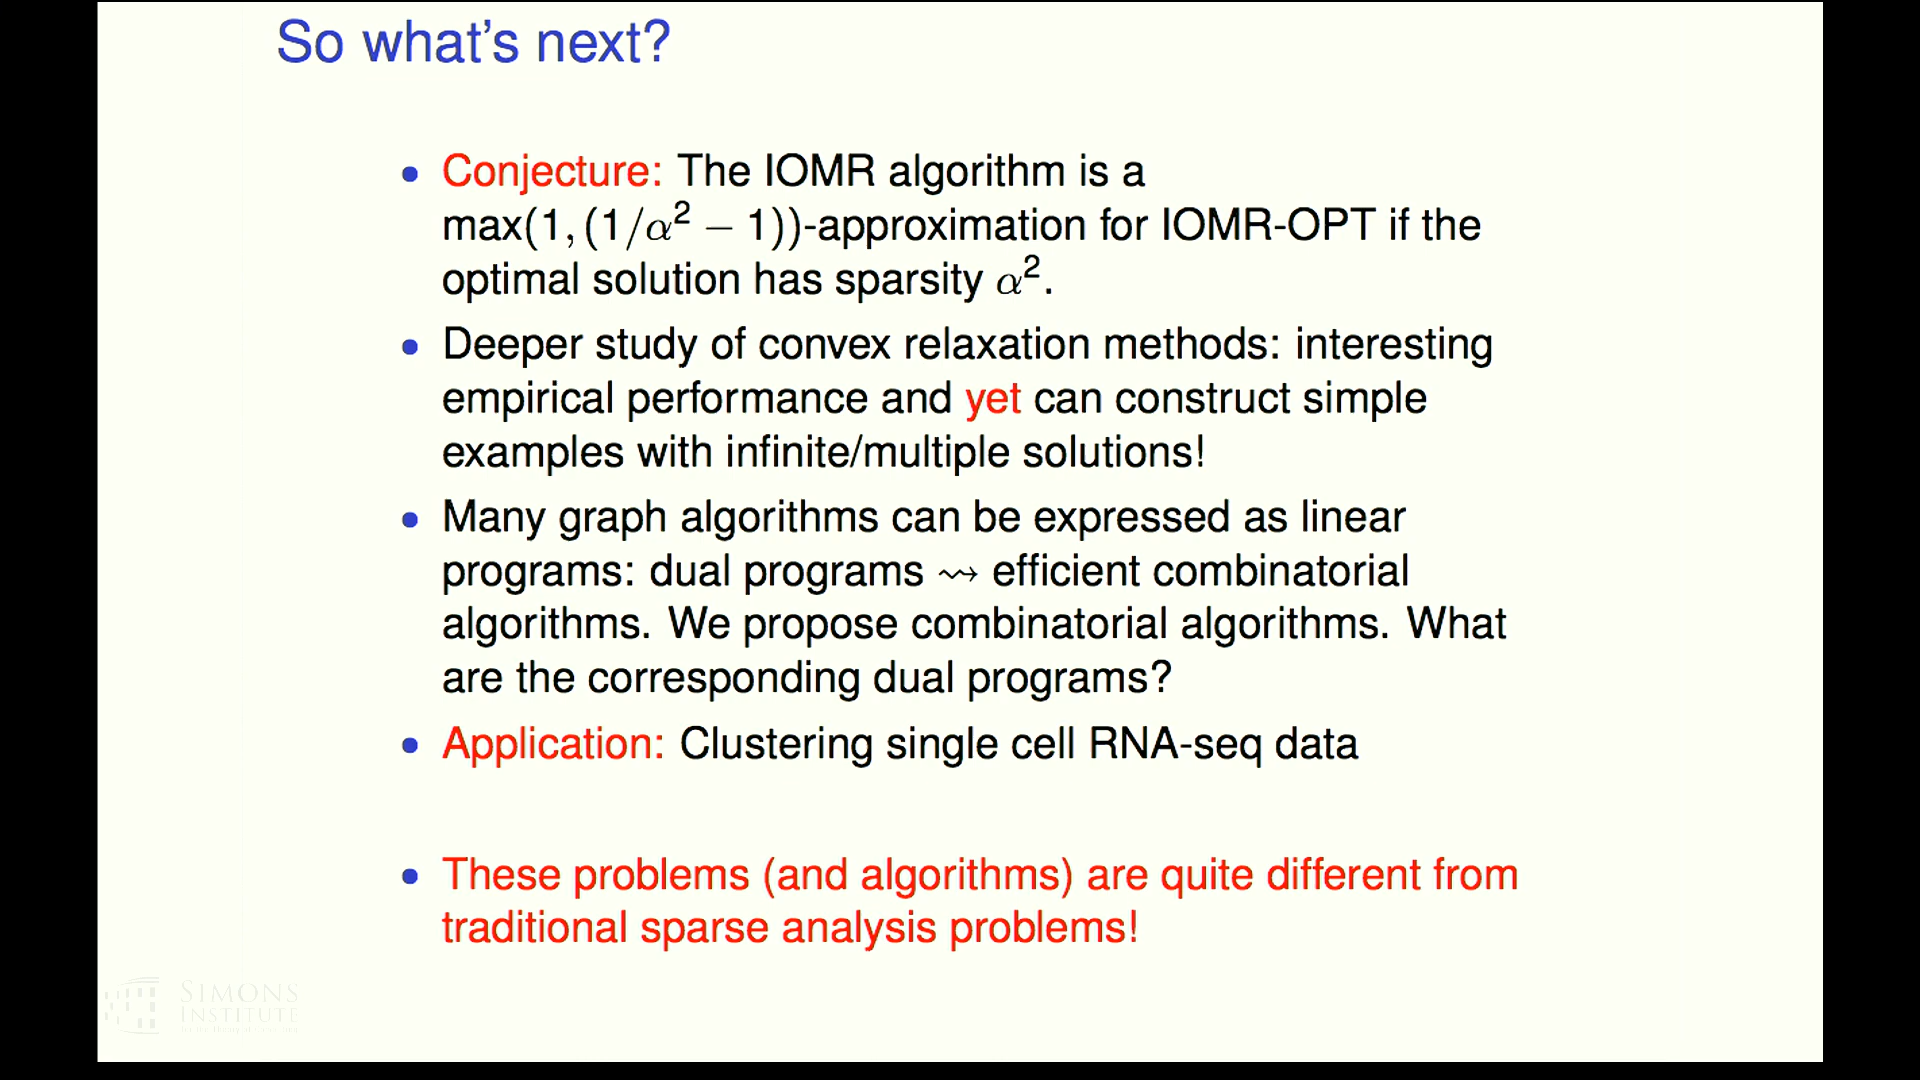 So what's next?
• Conjecture: The IOMR algorithm is a
max(1, (1/α² − 1))-approximation for IOMR-OPT if the
optimal solution has sparsity α².
• Deeper study of convex relaxation methods: interesting
empirical performance and yet can construct simple
examples with infinite/multiple solutions!
• Many graph algorithms can be expressed as linear
programs: dual programs ⇝ efficient combinatorial
algorithms. We propose combinatorial algorithms. What
are the corresponding dual programs?
• Application: Clustering single cell RNA-seq data
• These problems (and algorithms) are quite different from
traditional sparse analysis problems!
SIMONS
INSTITUTE